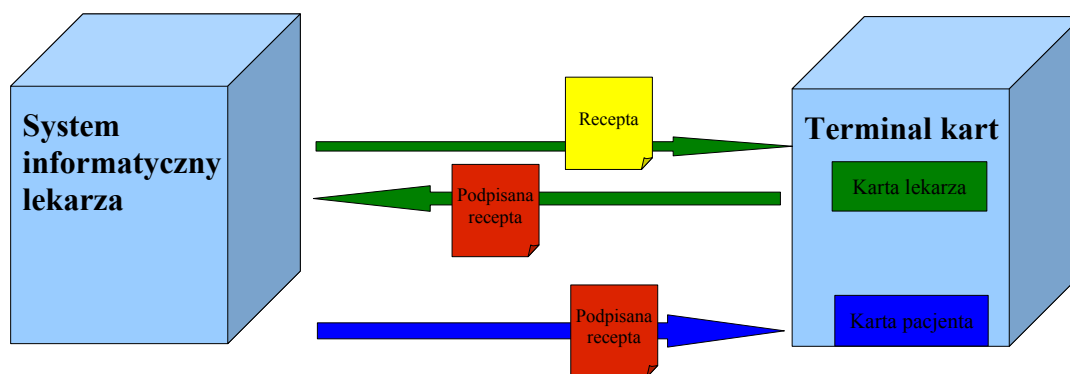 System
informatyczny
lekarza
Recepta
Podpisana
recepta
Podpisana
recepta
Terminal kart
Karta lekarza
Karta pacjenta